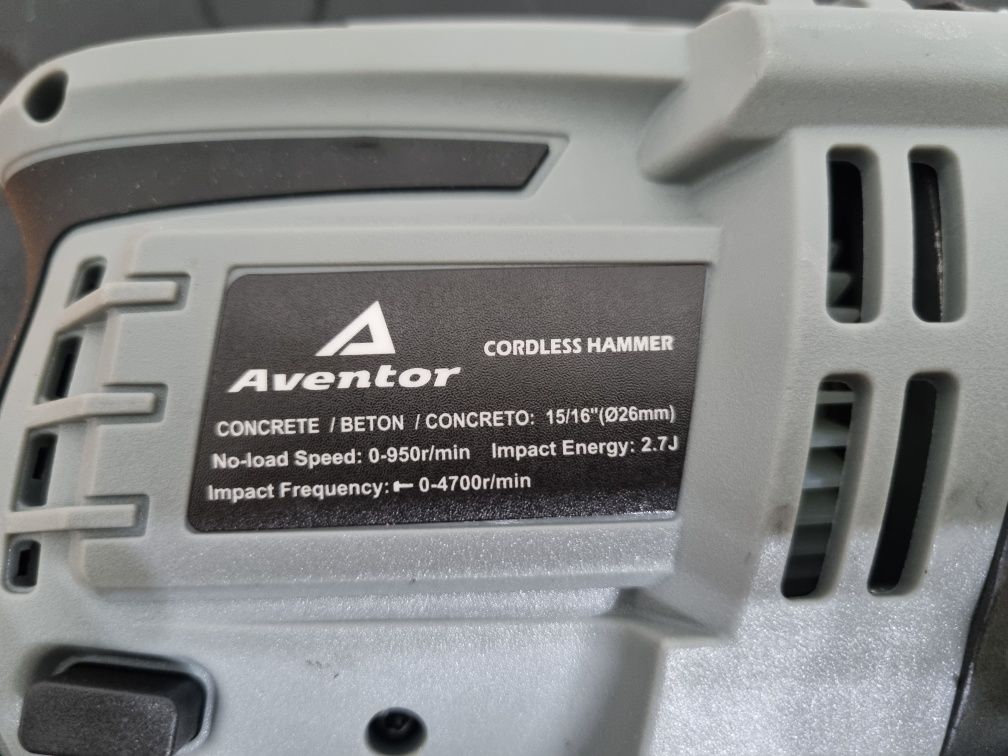 Aventor
CORDLESS HAMMER
CONCRETE / BETON / CONCRETO: 15/16"(Ø26mm)
No-load Speed: 0-950r/min Impact Energy: 2.7J
Impact Frequency: 0-4700r/min